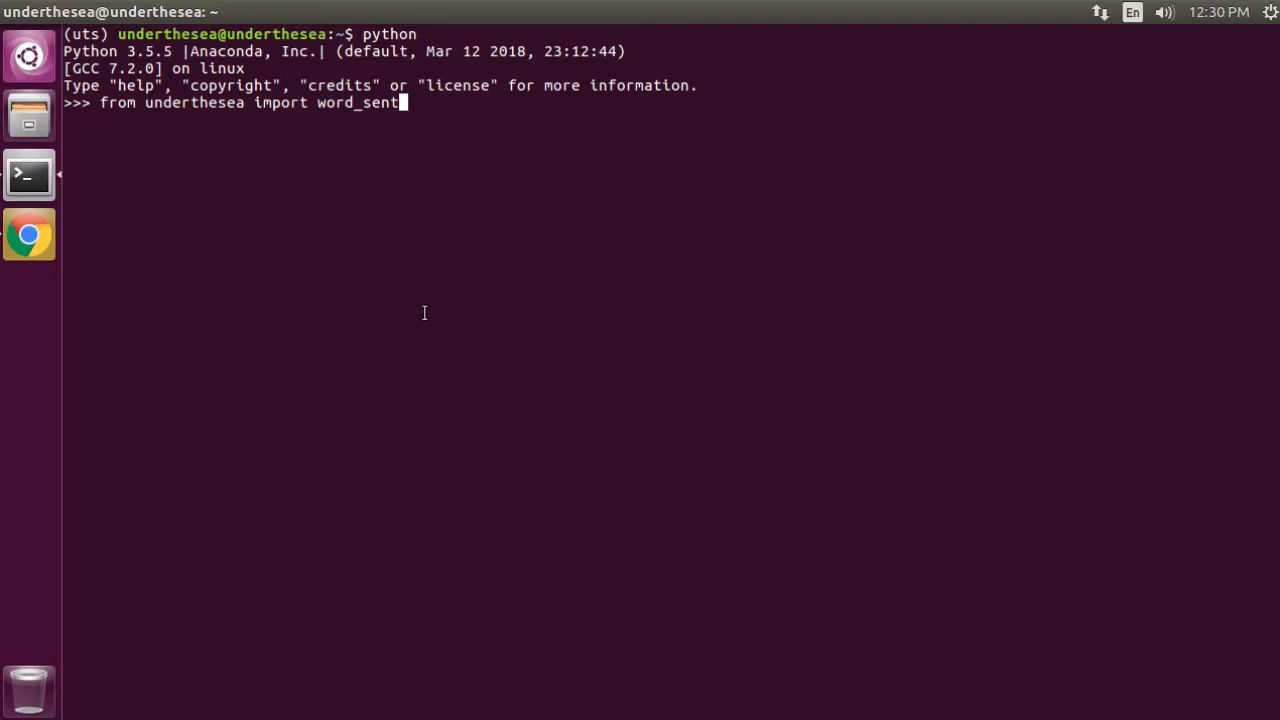 underthesea@underthesea: ~
En
12:30 PM
(uts) underthesea@underthesea:~$ python
Python 3.5.5 |Anaconda, Inc.| (default, Mar 12 2018, 23:12:44)
[GCC 7.2.0] on linux
Type "help", "copyright", "credits" or "license" for more information.
>>> from underthesea import word_sent